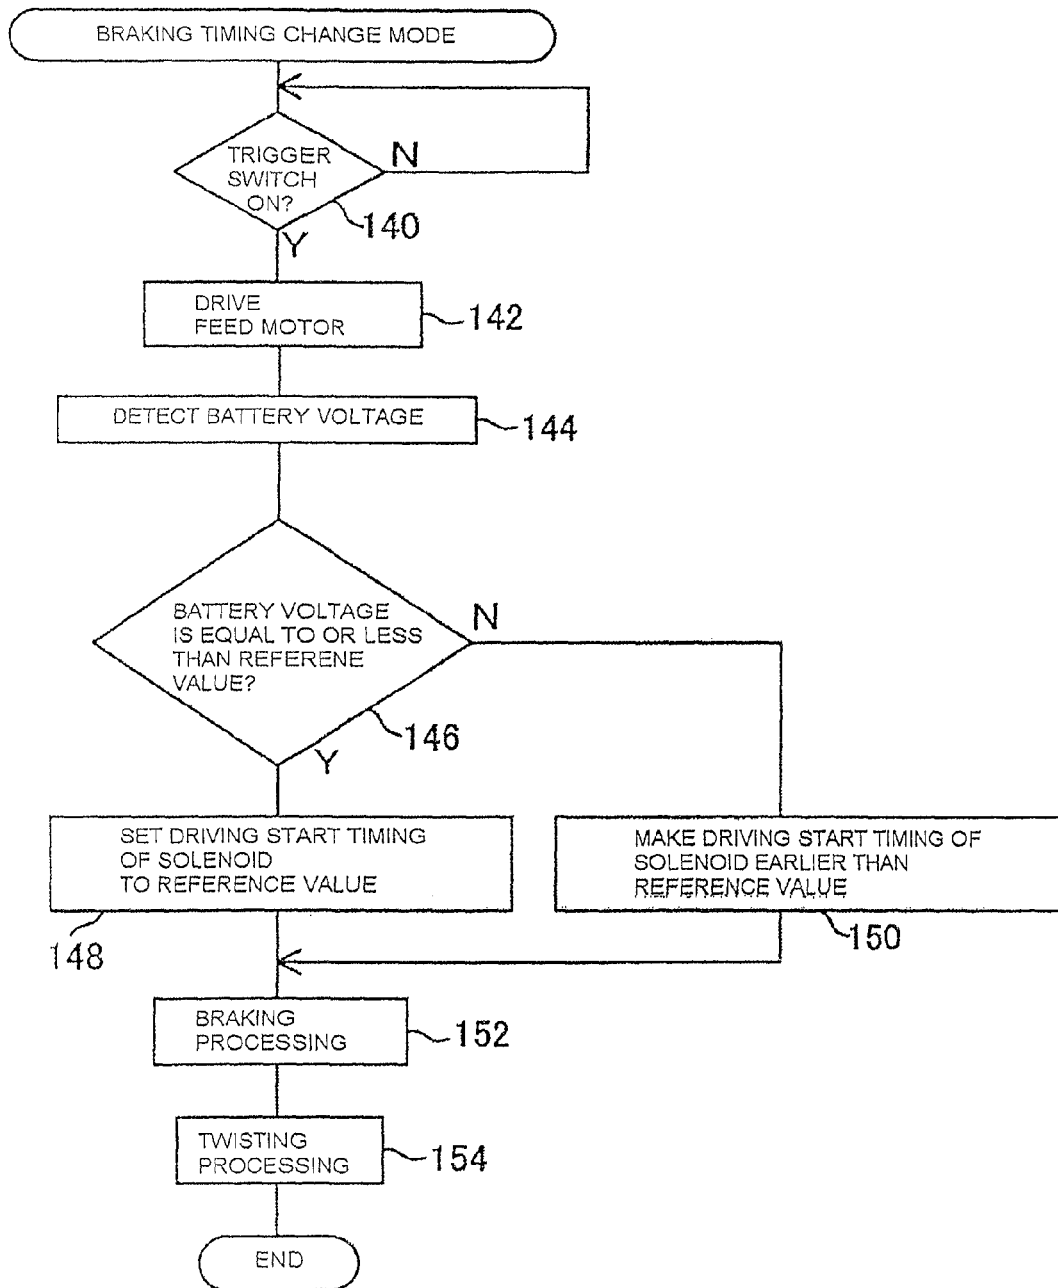 BRAKING TIMING CHANGE MODE
TRIGGER
SWITCH
ON?
N
140
Y
DRIVE
FEED MOTOR
142
DETECT BATTERY VOLTAGE
144
BATTERY VOLTAGE
IS EQUAL TO OR LESS
THAN REFERENE
VALUE?
N
146
Y
SET DRIVING START TIMING
OF SOLENOID
TO REFERENCE VALUE
148
MAKE DRIVING START TIMING OF
SOLENOID EARLIER THAN
REFERENCE VALUE
150
BRAKING
PROCESSING
152
TWISTING
PROCESSING
154
END